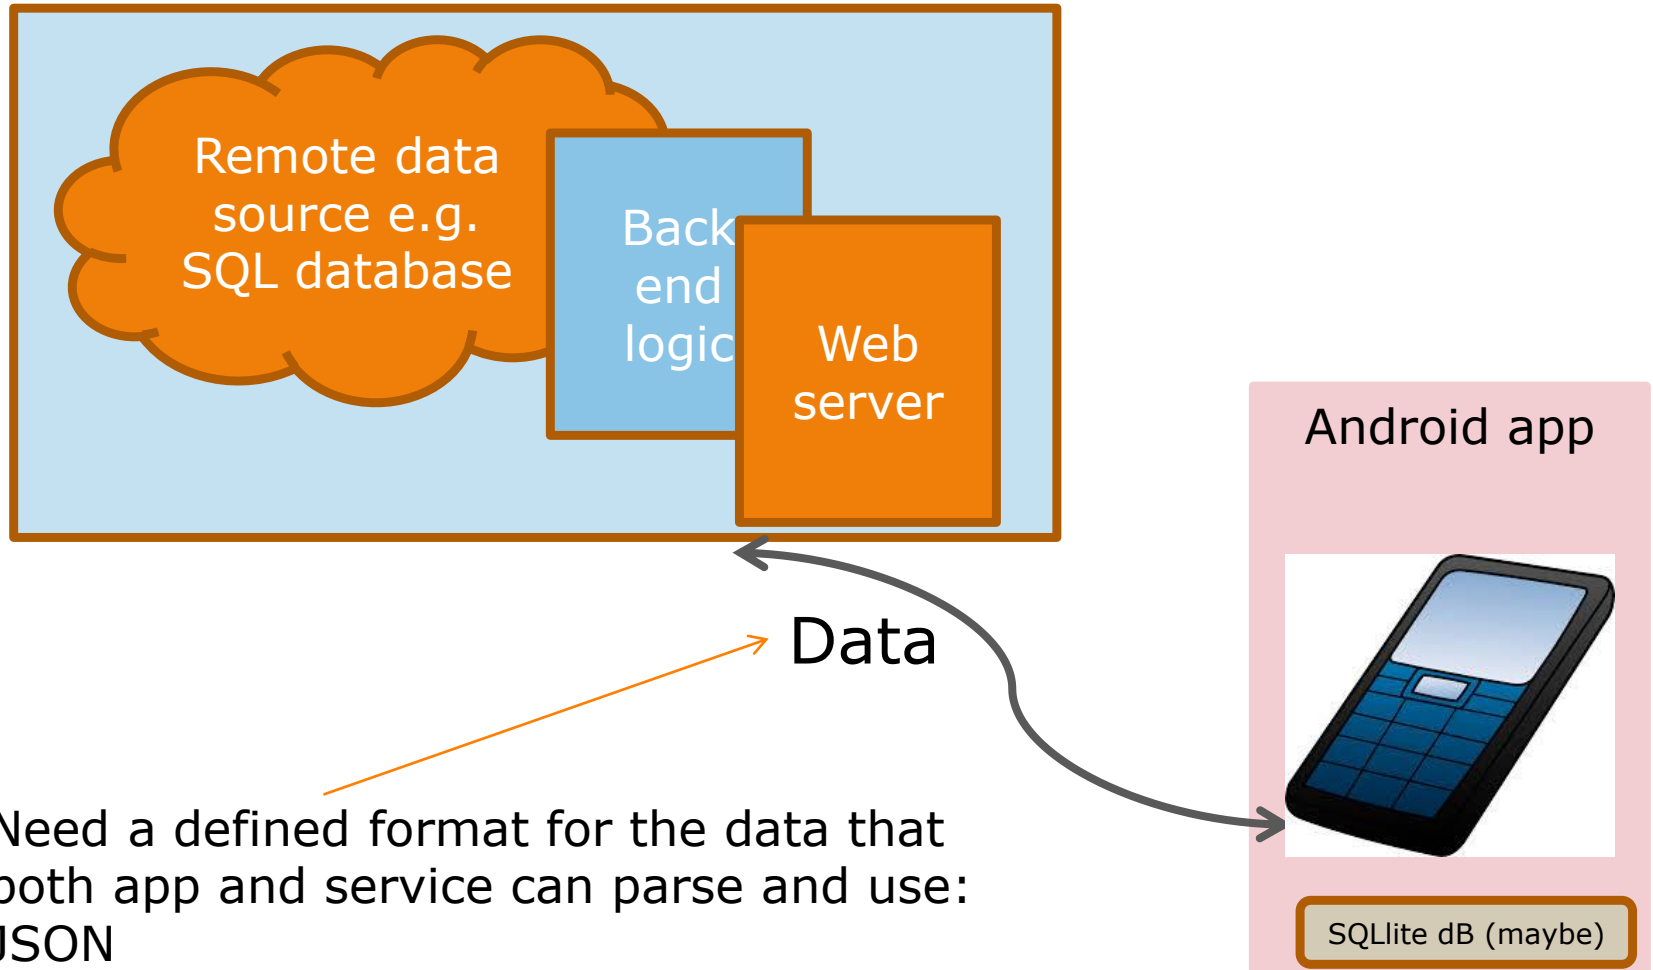 Remote data
source e.g.
SQL database
Back
end
logic
Web
server
Android app
Data
Need a defined format for the data that
both app and service can parse and use:
JSON
SQLlite dB (maybe)